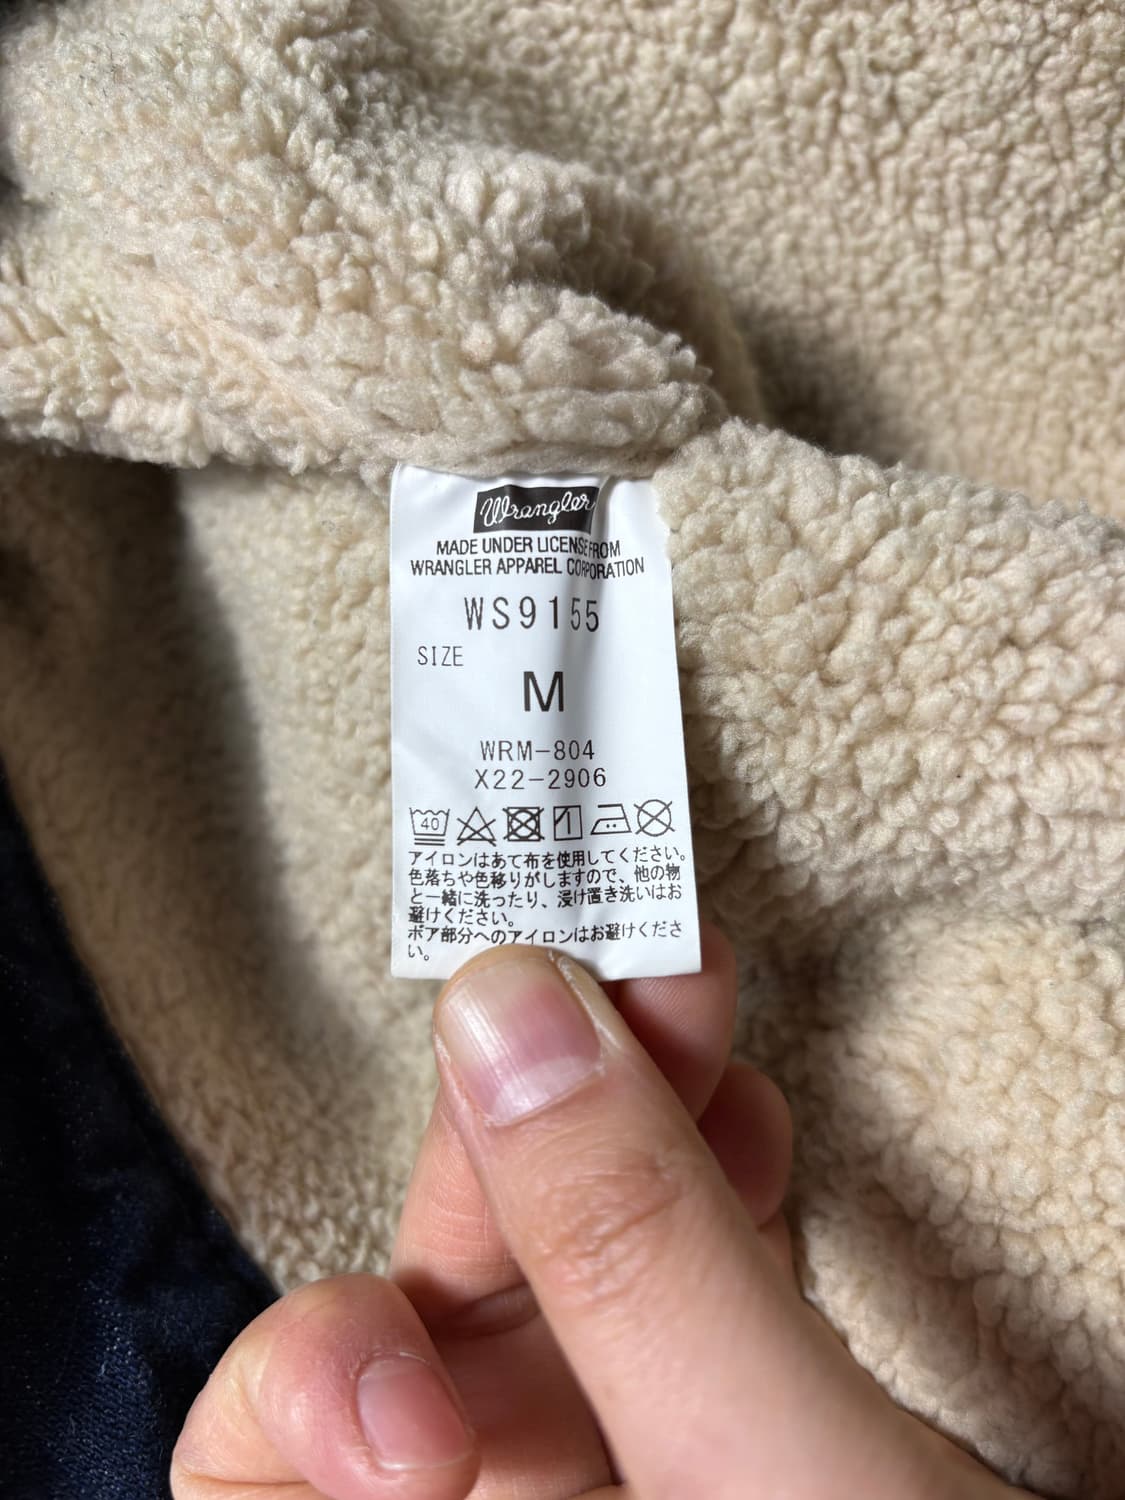 Wrangler
MADE UNDER LICENSE FROM
WRANGLER APPAREL CORPORATION
WS9155
SIZE
M
WRM-804
X22-2906
40
アイロンはあて布を使用してください。
色落ちや色移りがしますので、他の物
と一緒に洗ったり、浸け置き洗いはお
避けください。
ボア部分へのアイロンはお避けくださ
い。